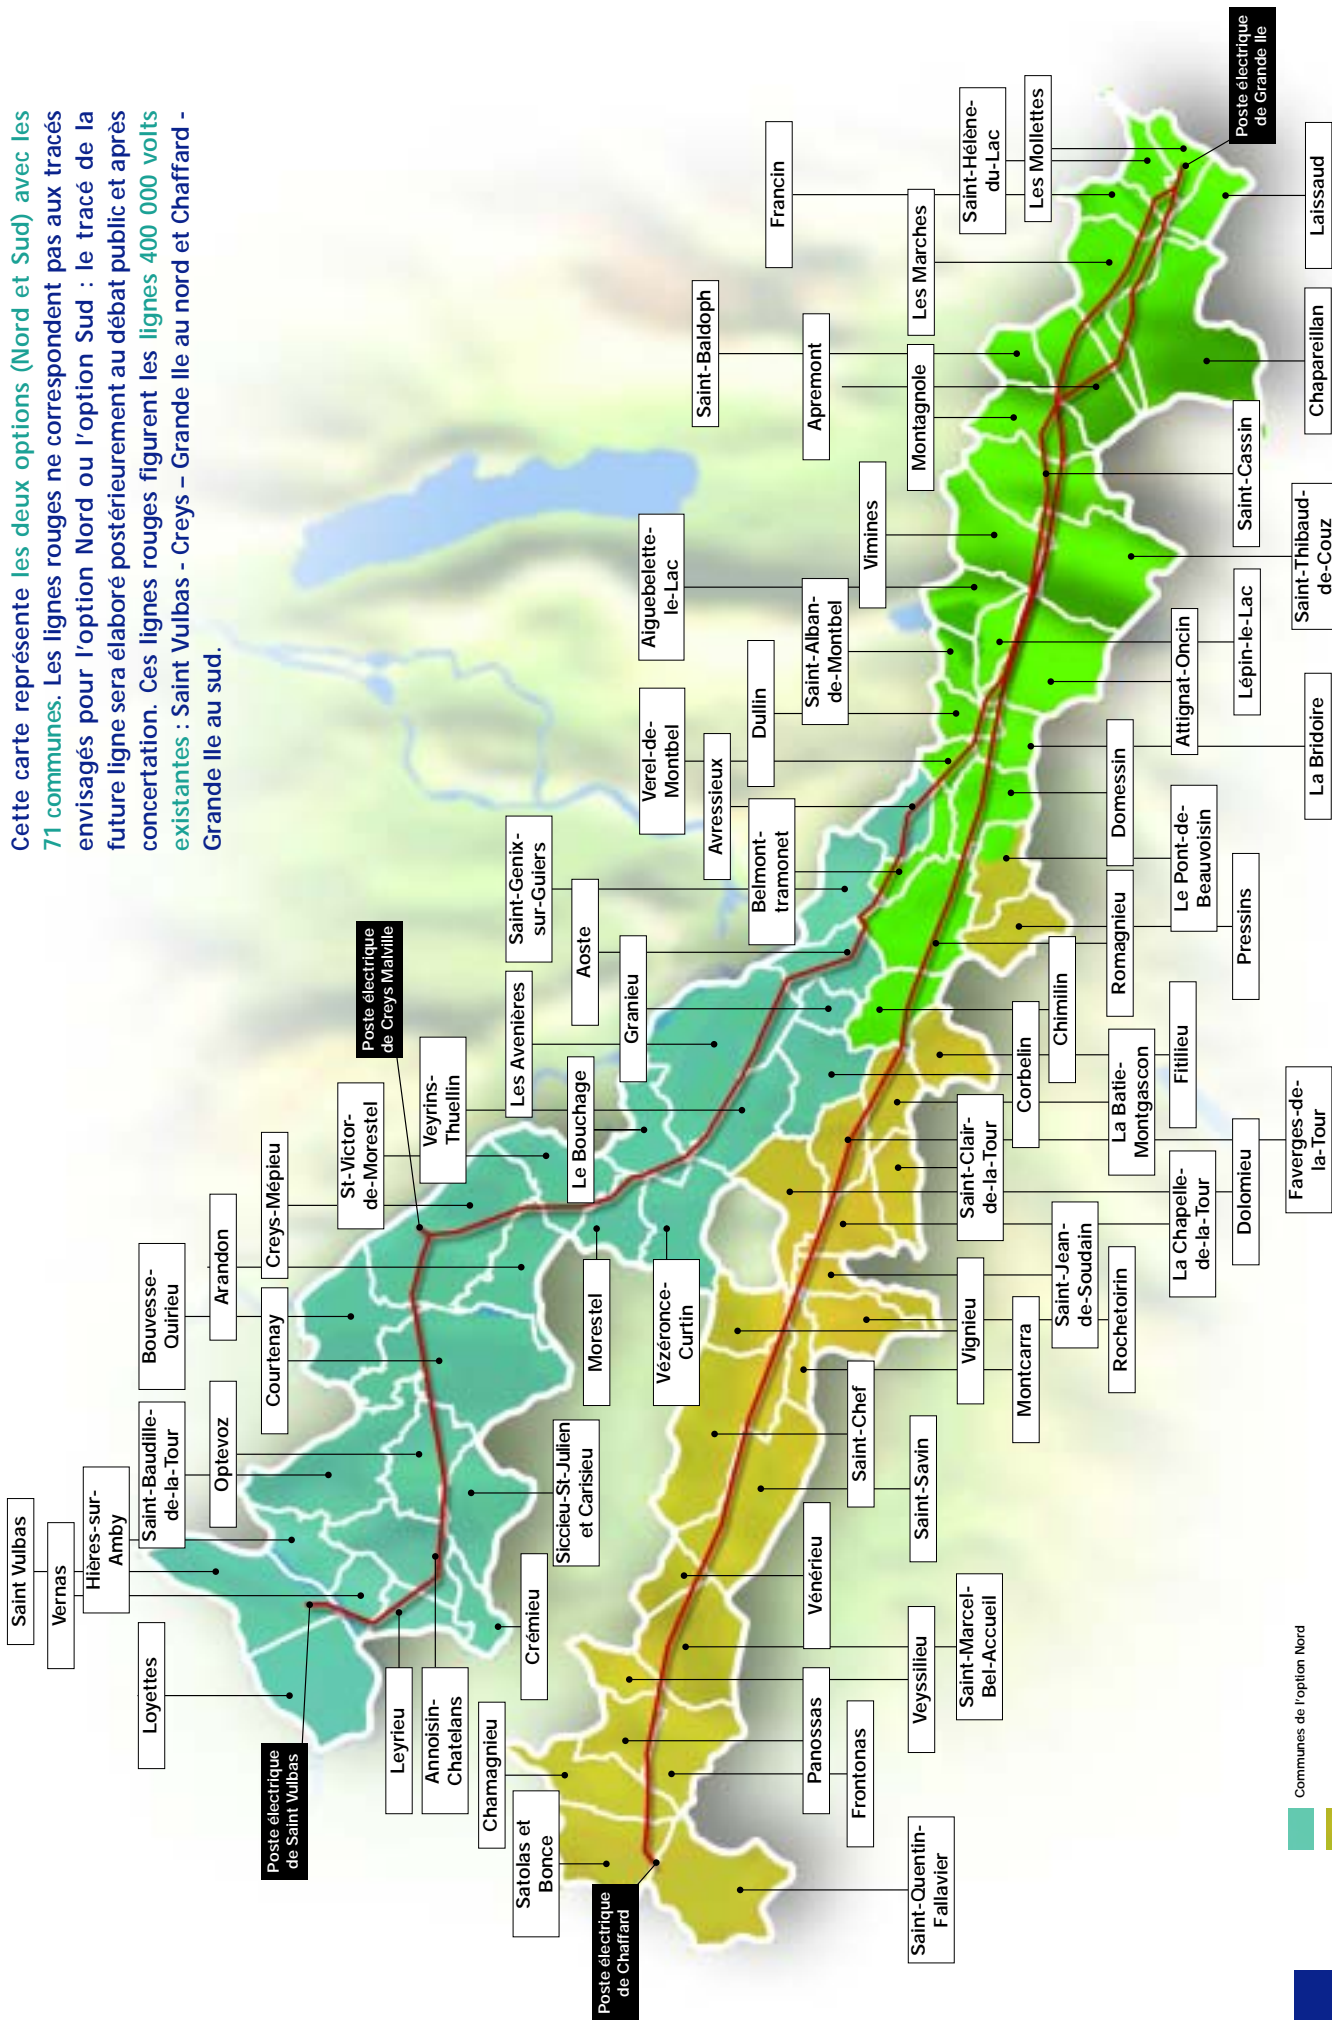 Cette carte représente les deux options (Nord et Sud) avec les
71 communes. Les lignes rouges ne correspondent pas aux tracés
envisagés pour l'option Nord ou l'option Sud : le tracé de la
future ligne sera élaboré postérieurement au débat public et après
concertation. Ces lignes rouges figurent les lignes 400 000 volts
existantes : Saint Vulbas - Creys – Grande Ile au nord et Chaffard -
Grande Ile au sud.
Saint Vulbas
Vernas
Hières-sur-
Amby
Loyettes
Saint-Baudille-
de-la-Tour
Optevoz
Bouvesse-
Quirieu
Arandon
Courtenay
Creys-Mépieu
St-Victor-
de-Morestel
Poste électrique
de Creys Malville
Veyrins-
Thuellin
Les Avenières
Le Bouchage
Saint-Genix-
sur-Guiers
Aoste
Granieu
Poste électrique
de Saint Vulbas
Leyrieu
Annoisin-
Chatelans
Crémieu
Siccieu-St-Julien
et Carisieu
Morestel
Vézéronce-
Curtin
Verel-de-
Montbel
Avressieux
Belmont-
tramonet
Dullin
Aiguebelette-
le-Lac
Saint-Alban-
de-Montbel
Vimines
Saint-Baldoph
Apremont
Montagnole
Francin
Les Marches
Saint-Hélène-
du-Lac
Les Mollettes
Poste électrique
de Grande Ile
Laissaud
Chapareillan
Saint-Cassin
Saint-Thibaud-
de-Couz
Lépin-le-Lac
Attignat-Oncin
La Bridoire
Domessin
Le Pont-de-
Beauvoisin
Pressins
Romagnieu
Chimilin
Corbelin
Fitilieu
La Batie-
Montgascon
Faverges-de-
la-Tour
Saint-Clair-
de-la-Tour
Dolomieu
La Chapelle-
de-la-Tour
Saint-Jean-
de-Soudain
Rochetoirin
Vignieu
Montcarra
Saint-Chef
Saint-Savin
Vénérieu
Saint-Marcel-
Bel-Accueil
Veyssilieu
Panossas
Frontonas
Chamagnieu
Satolas et
Bonce
Poste électrique
de Chaffard
Saint-Quentin-
Fallavier
Communes de l'option Nord